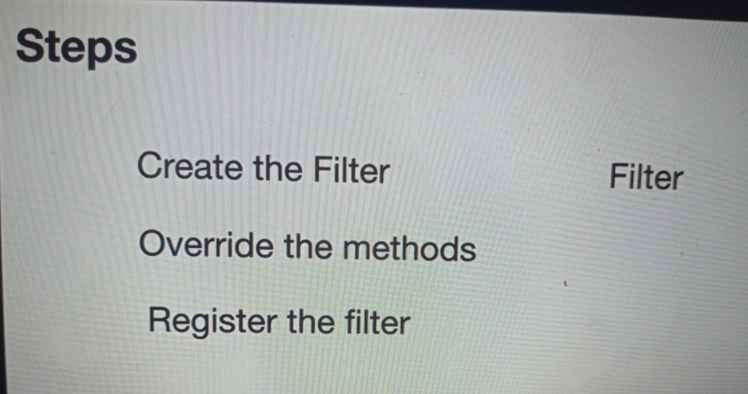 Steps
Create the Filter
Filter
Override the methods
Register the filter